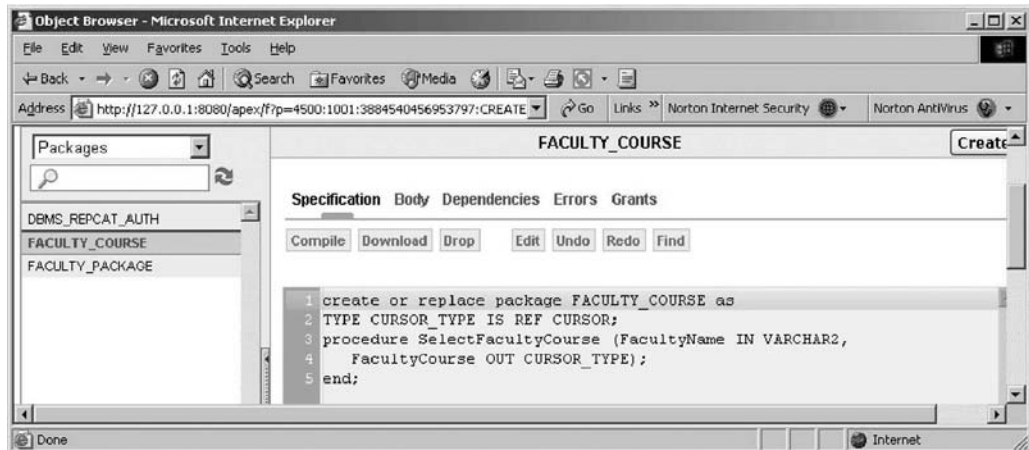 Object Browser - Microsoft Internet Explorer
File Edit View Favorites Tools Help
Back Search Favorites Media
Address http://127.0.0.1:8080/apex/f?p=4500:1001:3884540456953797:CREATE Go Links » Norton Internet Security Norton AntiVirus
Packages
FACULTY_COURSE
Create
Specification Body Dependencies Errors Grants
DBMS_REPCAT_AUTH
FACULTY_COURSE
FACULTY_PACKAGE
Compile Download Drop Edit Undo Redo Find
1 create or replace package FACULTY_COURSE as
2 TYPE CURSOR_TYPE IS REF CURSOR;
3 procedure SelectFacultyCourse (FacultyName IN VARCHAR2,
4 FacultyCourse OUT CURSOR_TYPE);
5 end;
Done Internet